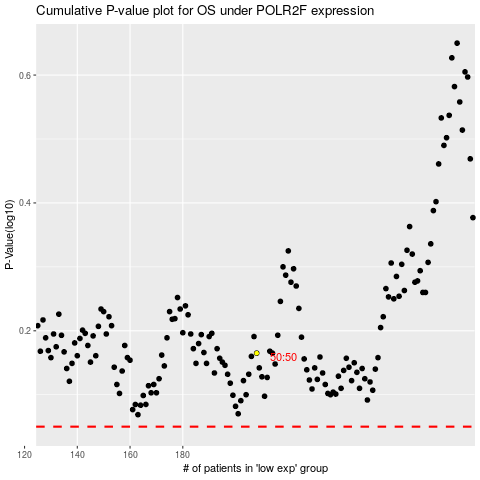 Cumulative P-value plot for OS under POLR2F expression
P-Value(log10)
0.6
0.4
0.2
50:50
120 140 160 180
# of patients in 'low exp' group